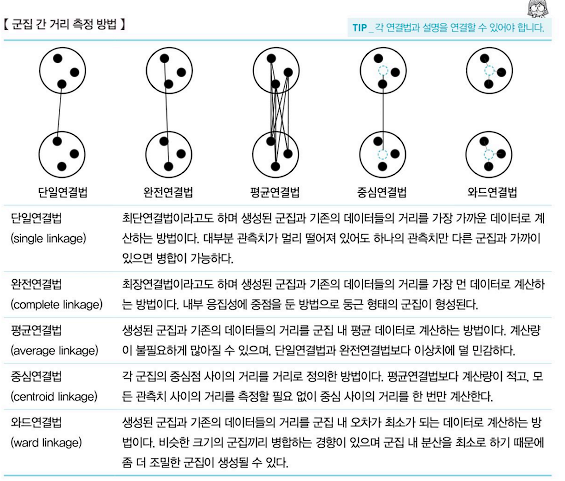 【 군집 간 거리 측정 방법 】
TIP _ 각 연결법과 설명을 연결할 수 있어야 합니다.
단일연결법 완전연결법 평균연결법 중심연결법 와드연결법
단일연결법 최단연결법이라고도 하며 생성된 군집과 기존의 데이터들의 거리를 가장 가까운 데이터로 계
(single linkage) 산하는 방법이다. 대부분 관측치가 멀리 떨어져 있어도 하나의 관측치만 다른 군집과 가까이
있으면 병합이 가능하다.
완전연결법 최장연결법이라고도 하며 생성된 군집과 기존의 데이터들의 거리를 가장 먼 데이터로 계산하
(complete linkage) 는 방법이다. 내부 응집성에 중점을 둔 방법으로 둥근 형태의 군집이 형성된다.
평균연결법 생성된 군집과 기존의 데이터들의 거리를 군집 내 평균 데이터로 계산하는 방법이다. 계산량
(average linkage) 이 불필요하게 많아질 수 있으며, 단일연결법과 완전연결법보다 이상치에 덜 민감하다.
중심연결법 각 군집의 중심점 사이의 거리를 거리로 정의한 방법이다. 평균연결법보다 계산량이 적고, 모
(centroid linkage) 든 관측치 사이의 거리를 측정할 필요 없이 중심 사이의 거리를 한 번만 계산한다.
와드연결법 생성된 군집과 기존의 데이터들의 거리를 군집 내 오차가 최소가 되는 데이터로 계산하는 방
(ward linkage) 법이다. 비슷한 크기의 군집끼리 병합하는 경향이 있으며 군집 내 분산을 최소로 하기 때문에
좀 더 조밀한 군집이 생성될 수 있다.